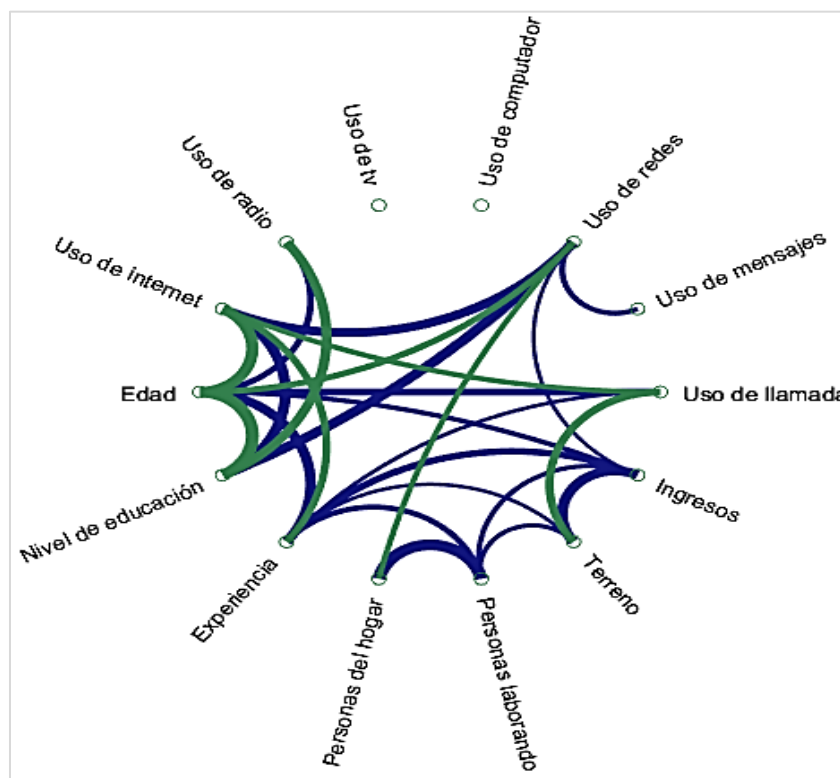 Uso de computador
Uso de tv
Uso de redes
Uso de radio
Uso de mensajes
Uso de internet
Edad
Uso de llamada
Nivel de educación
Ingresos
Experiencia
Terreno
Personas del hogar
Personas laborando